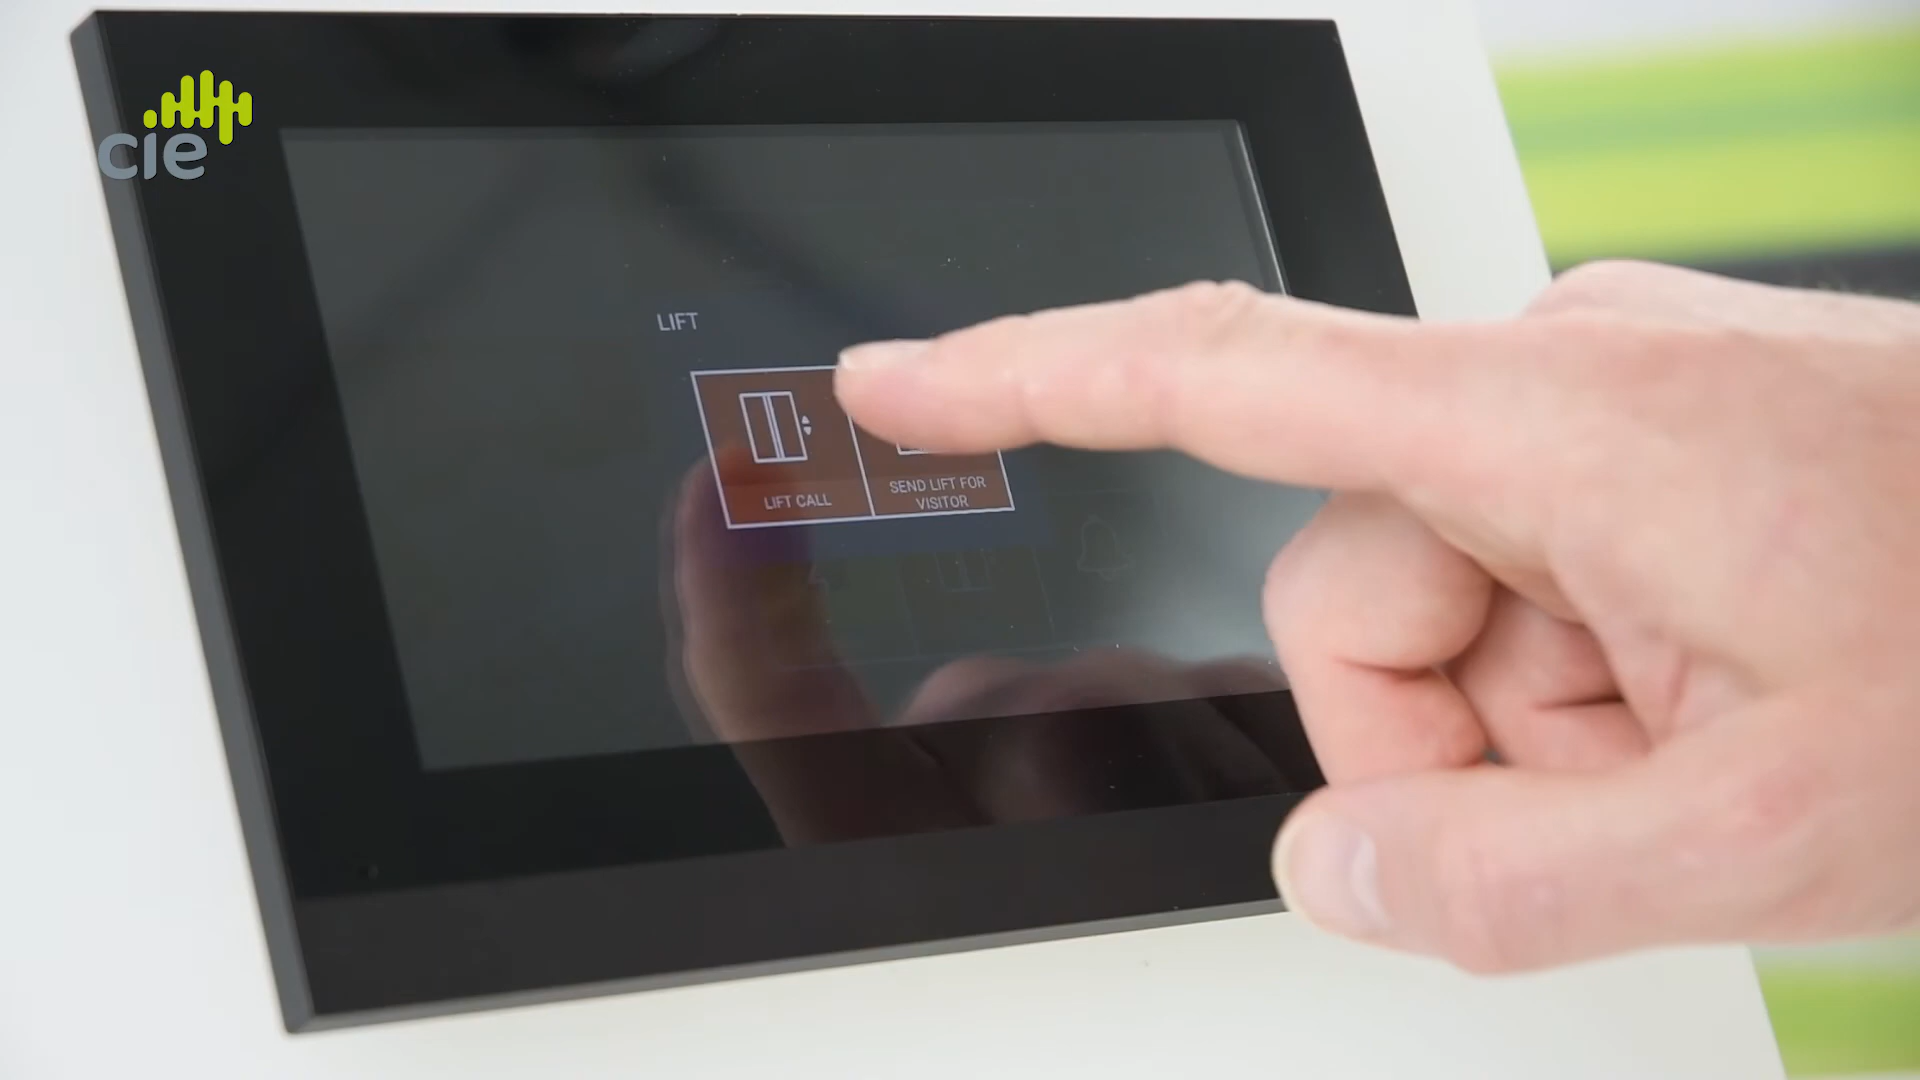 cie
LIFT
LIFT CALL
SEND LIFT FOR
VISITOR